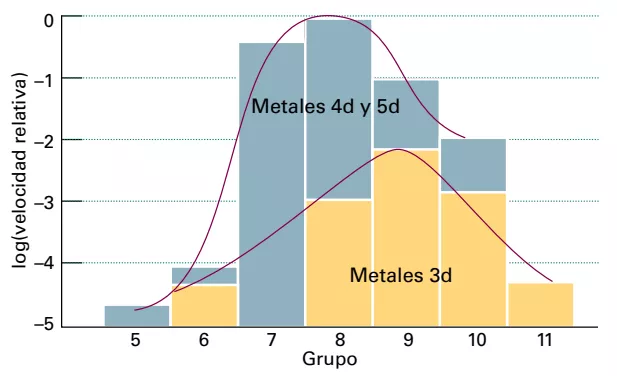 log(velocidad relativa)
0
–1
–2
–3
–4
–5
Metales 4d y 5d
Metales 3d
5 6 7 8 9 10 11
Grupo